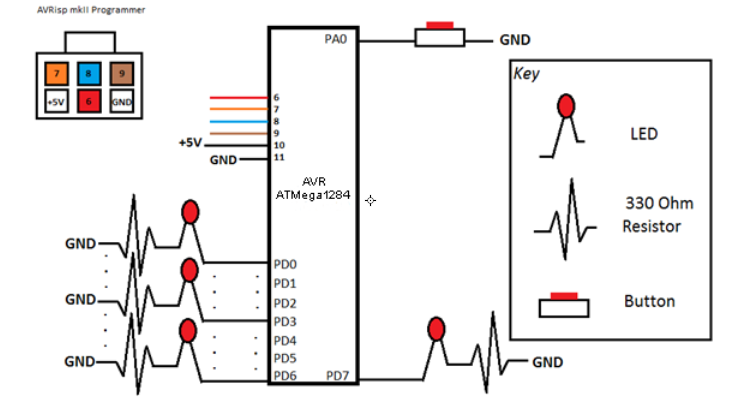 AVRisp mkII Programmer
7 8 9
+5V 6 GND
PA0
GND
Key
LED
330 Ohm
Resistor
Button
6
7
8
9
+5V 10
GND 11
AVR
ATMega1284
GND
PD0
PD1
GND
PD2
PD3
PD4
PD5
GND
PD6 PD7
GND